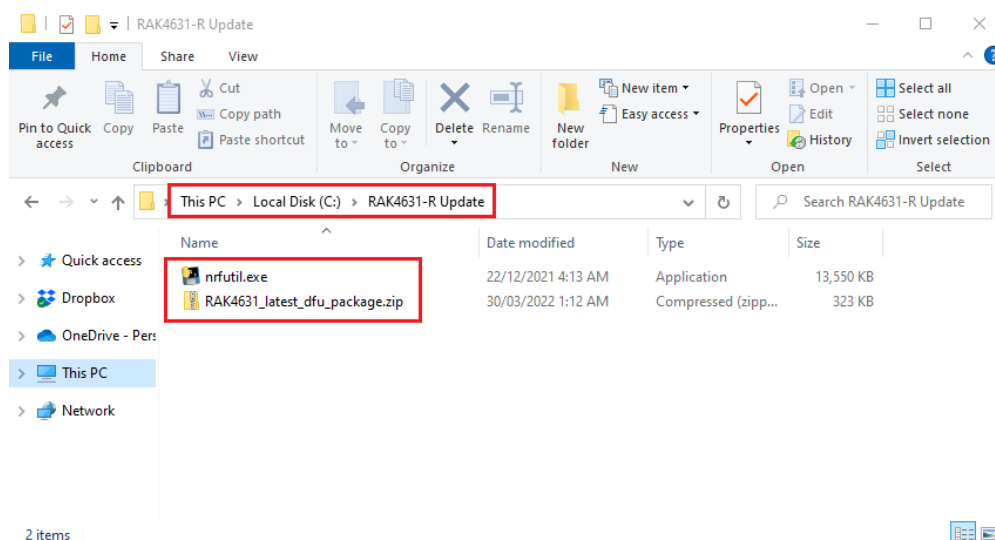 RAK4631-R Update
File Home Share View
Pin to Quick access
Copy
Paste
Cut
Copy path
Paste shortcut
Clipboard
Move to
Copy to
Delete
Rename
Organize
New folder
New item
Easy access
New
Properties
Open
Edit
History
Open
Select all
Select none
Invert selection
Select
This PC > Local Disk (C:) > RAK4631-R Update
Search RAK4631-R Update
Name Date modified Type Size
Quick access
Dropbox
OneDrive - Pers
This PC
Network
nrfutil.exe 22/12/2021 4:13 AM Application 13,550 KB
RAK4631_latest_dfu_package.zip 30/03/2022 1:12 AM Compressed (zipp... 323 KB
2 items